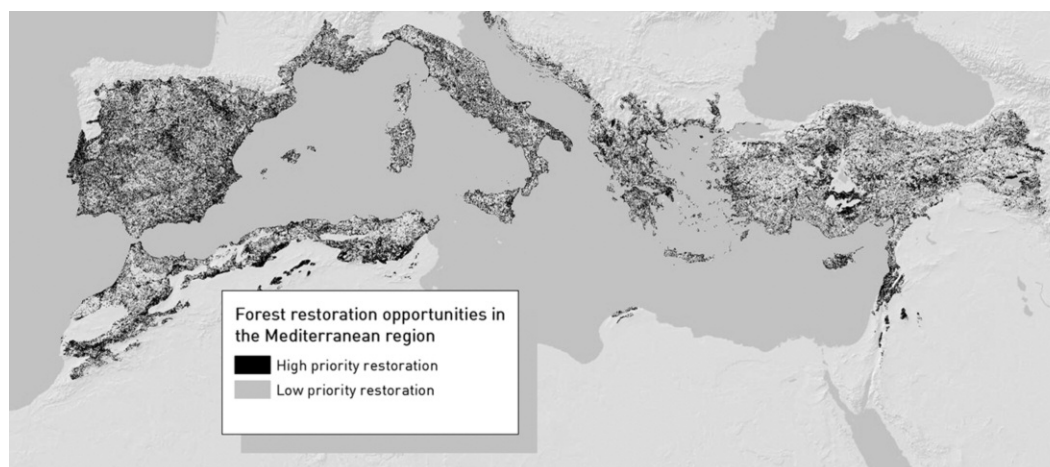 Forest restoration opportunities in
the Mediterranean region
High priority restoration
Low priority restoration